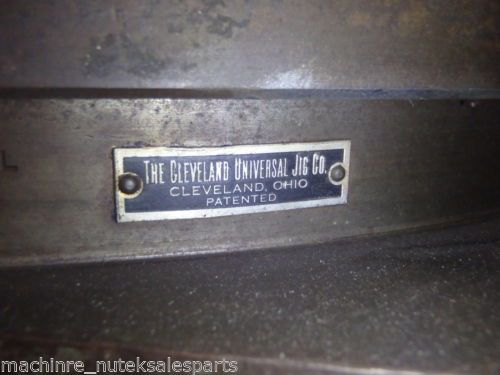 L
THE CLEVELAND UNIVERSAL JIG CO.
CLEVELAND, OHIO
PATENTED
machinre_nuteksalesparts